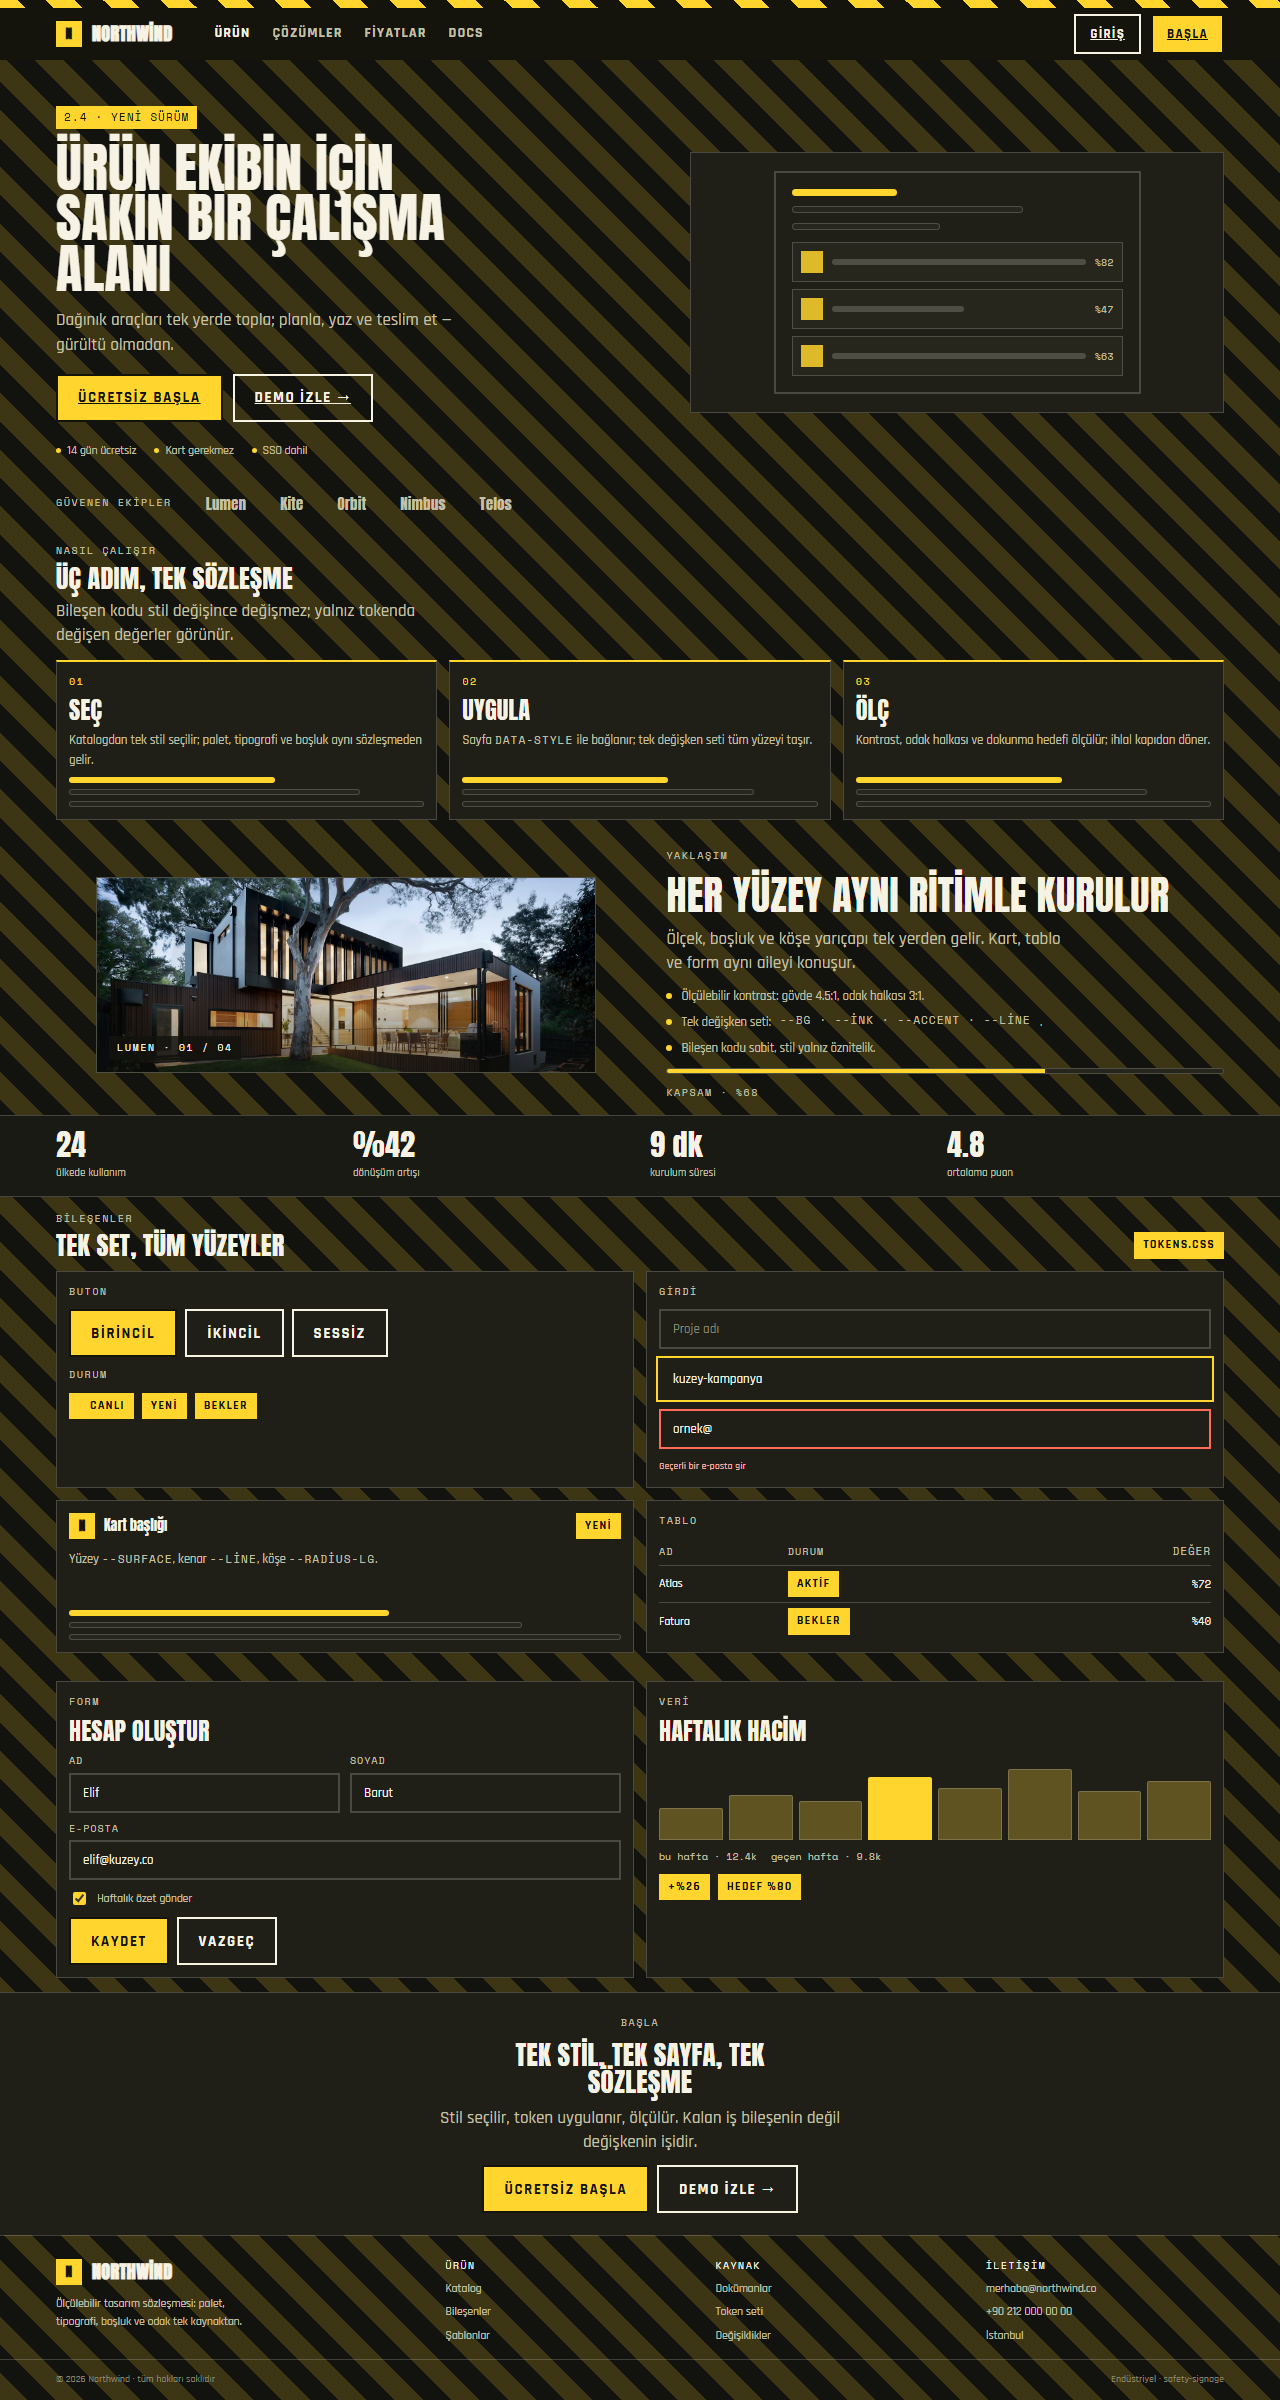 NORTHWİND
ÜRÜN
ÇÖZÜMLER
FİYATLAR
DOCS
GİRİŞ
BAŞLA
2.4 · YENİ SÜRÜM
ÜRÜN EKİBİN İÇİN
SAKİN BİR ÇALIŞMA
ALANI
Dağınık araçları tek yerde topla; planla, yaz ve teslim et —
gürültü olmadan.
ÜCRETSİZ BAŞLA
DEMO İZLE →
14 gün ücretsiz
Kart gerekmez
SSO dahil
%82
%47
%63
GÜVENEN EKİPLER
Lumen
Kite
Orbit
Nimbus
Telos
NASIL ÇALIŞIR
ÜÇ ADIM, TEK SÖZLEŞME
Bileşen kodu stil değişince değişmez; yalnız tokenda
değişen değerler görünür.
01
SEÇ
Katalogdan tek stil seçilir; palet, tipografi ve boşluk aynı sözleşmeden
gelir.
02
UYGULA
Sayfa DATA-STYLE ile bağlanır; tek değişken seti tüm yüzeyi taşır.
03
ÖLÇ
Kontrast, odak halkası ve dokunma hedefi ölçülür; ihlal kapıdan döner.
LUMEN · 01 / 04
YAKLAŞIM
HER YÜZEY AYNI RİTİMLE KURULUR
Ölçek, boşluk ve köşe yarıçapı tek yerden gelir. Kart, tablo
ve form aynı aileyi konuşur.
Ölçülebilir kontrast: gövde 4.5:1, odak halkası 3:1.
Tek değişken seti: --BG · --İNK · --ACCENT · --LİNE .
Bileşen kodu sabit, stil yalnız öznitelik.
KAPSAM · %68
24
ülkede kullanım
%42
dönüşüm artışı
9 dk
kurulum süresi
4.8
ortalama puan
BİLEŞENLER
TEK SET, TÜM YÜZEYLER
TOKENS.CSS
BUTON
BİRİNCİL
İKİNCİL
SESSİZ
DURUM
CANLI
YENİ
BEKLER
GİRDİ
Proje adı
kuzey-kampanya
ornek@
Geçerli bir e-posta gir
Kart başlığı
YENİ
Yüzey --SURFACE, kenar --LİNE, köşe --RADİUS-LG.
TABLO
AD
DURUM
DEĞER
Atlas
AKTİF
%72
Fatura
BEKLER
%40
FORM
HESAP OLUŞTUR
AD
SOYAD
Elif
Barut
E-POSTA
elif@kuzey.co
Haftalık özet gönder
KAYDET
VAZGEÇ
VERİ
HAFTALIK HACİM
bu hafta · 12.4k
geçen hafta · 9.8k
+%26
HEDEF %80
BAŞLA
TEK STİL, TEK SAYFA, TEK
SÖZLEŞME
Stil seçilir, token uygulanır, ölçülür. Kalan iş bileşenin değil
değişkenin işidir.
ÜCRETSİZ BAŞLA
DEMO İZLE →
NORTHWİND
Ölçülebilir tasarım sözleşmesi: palet,
tipografi, boşluk ve odak tek kaynaktan.
ÜRÜN
Katalog
Bileşenler
Şablonlar
KAYNAK
Dokümanlar
Token seti
Değişiklikler
İLETİŞİM
merhaba@northwind.co
+90 212 000 00 00
İstanbul
© 2026 Northwind · tüm hakları saklıdır
Endüstriyel · safety-signage